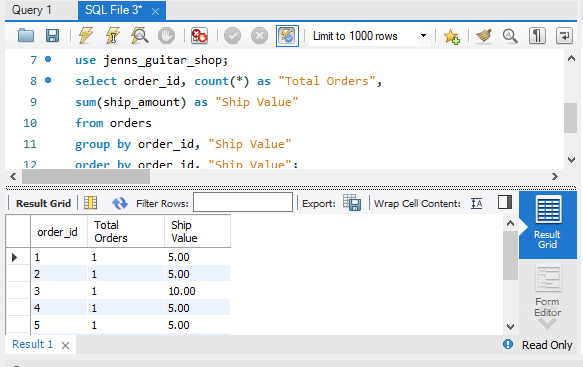 Query 1 SQL File 3*
Limit to 1000 rows
7 use jenns_guitar_shop;
8 select order_id, count(*) as "Total Orders",
9 sum(ship_amount) as "Ship Value"
10 from orders
11 group by order_id, "Ship Value"
12 order by order_id, "Ship Value";
Result Grid Filter Rows: Export: Wrap Cell Content:
order_id Total Orders Ship Value
1 1 5.00
2 1 5.00
3 1 10.00
4 1 5.00
5 1 5.00
Result Grid
Form Editor
Result 1 Read Only